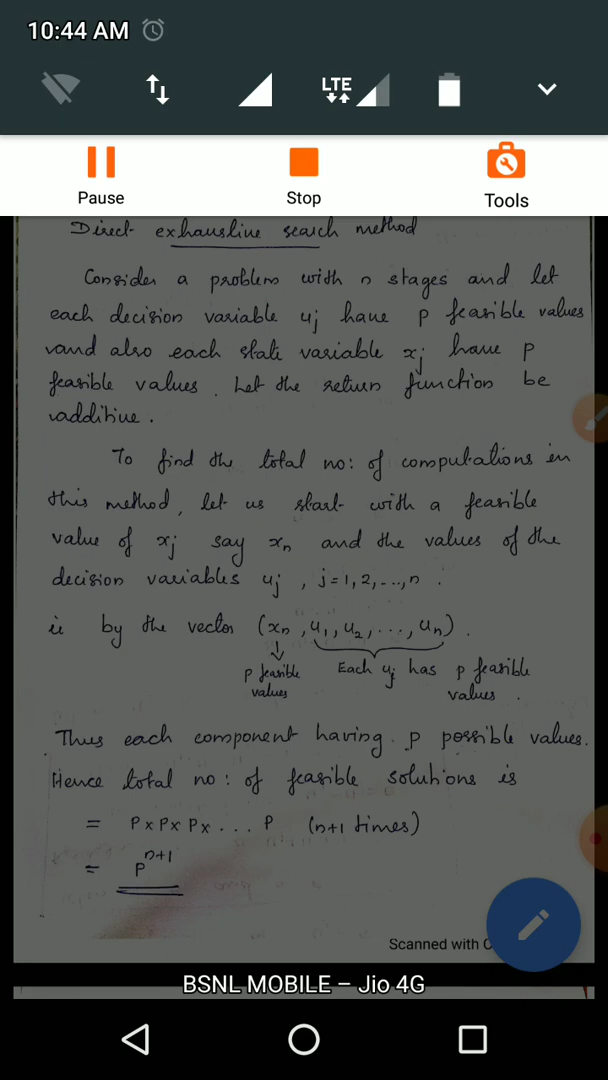 10:44 AM
LTE
Pause
Stop
Tools
Direct exhaustive search method
Consider a problem with n stages and let
each decision variable uj have p feasible values
and also each state variable xj have p
feasible values. Let the return function be
additive.
To find the total no: of computations in
this method, let us start with a feasible
value of xj say xn and the values of the
decision variables uj, j=1,2,...,n.
ie by the vector (xn, u1, u2, ..., un).
p feasible values
Each uj has p feasible values.
Thus each component having p possible values.
Hence total no: of feasible solutions is
= P x P x P x ... P (n+1 times)
= p^n+1
Scanned with C
BSNL MOBILE – Jio 4G